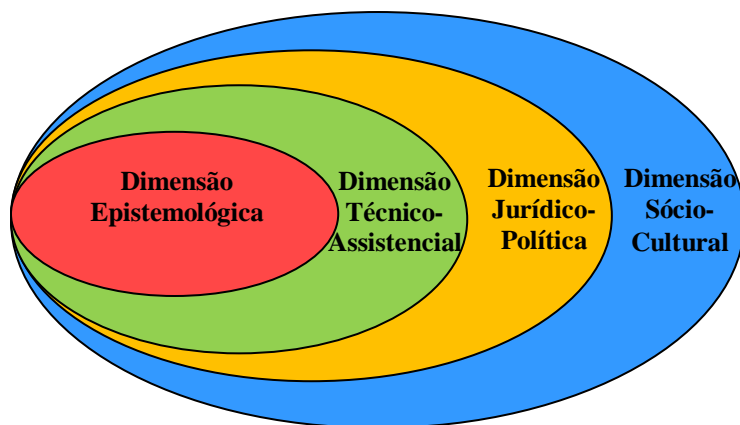 Dimensão
Epistemológica
Dimensão
Técnico-
Assistencial
Dimensão
Jurídico-
Política
Dimensão
Sócio-
Cultural